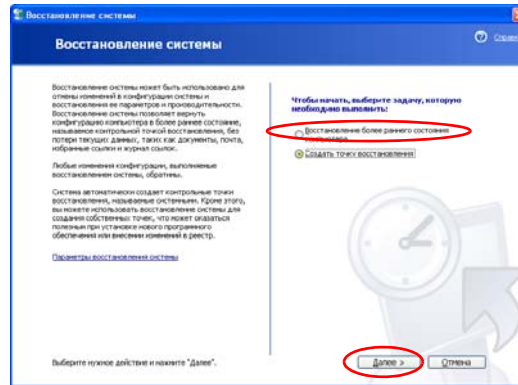 Восстановление системы
Восстановление системы
Справка
Восстановление системы может быть использовано для
отмены изменений в конфигурации системы и
восстановления ее параметров и производительности.
Восстановление системы позволяет вернуть
конфигурацию компьютера в более раннее состояние,
называемое контрольной точкой восстановления, без
потери текущих данных, таких как документы, почта,
избранные ссылки и журнал ссылок.
Любые изменения конфигурации, выполняемые
восстановлением системы, обратимы.
Система автоматически создает контрольные точки
восстановления, называемые системными. Кроме этого,
вы можете использовать восстановление системы для
создания собственных точек, что может оказаться
полезным при установке нового программного
обеспечения или внесении изменений в реестр.
Параметры восстановления системы
Чтобы начать, выберите задачу, которую
необходимо выполнить:
Восстановление более раннего состояния
компьютера
Создать точку восстановления
Выберите нужное действие и нажмите "Далее".
Далее >
Отмена